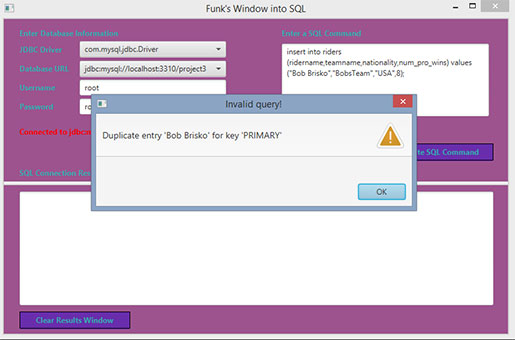 Funk's Window into SQL
Enter Database Information
Enter a SQL Command
JDBC Driver
com.mysql.jdbc.Driver
Database URL
jdbc:mysql://localhost:3310/project3
Username
root
Password
insert into riders
(ridername,teamname,nationality,num_pro_wins) values
("Bob Brisko","BobsTeam","USA",8);
Invalid query!
Duplicate entry 'Bob Brisko' for key 'PRIMARY'
OK
Connected to jdbc:
SQL Command
SQL Connection
Clear Results Window